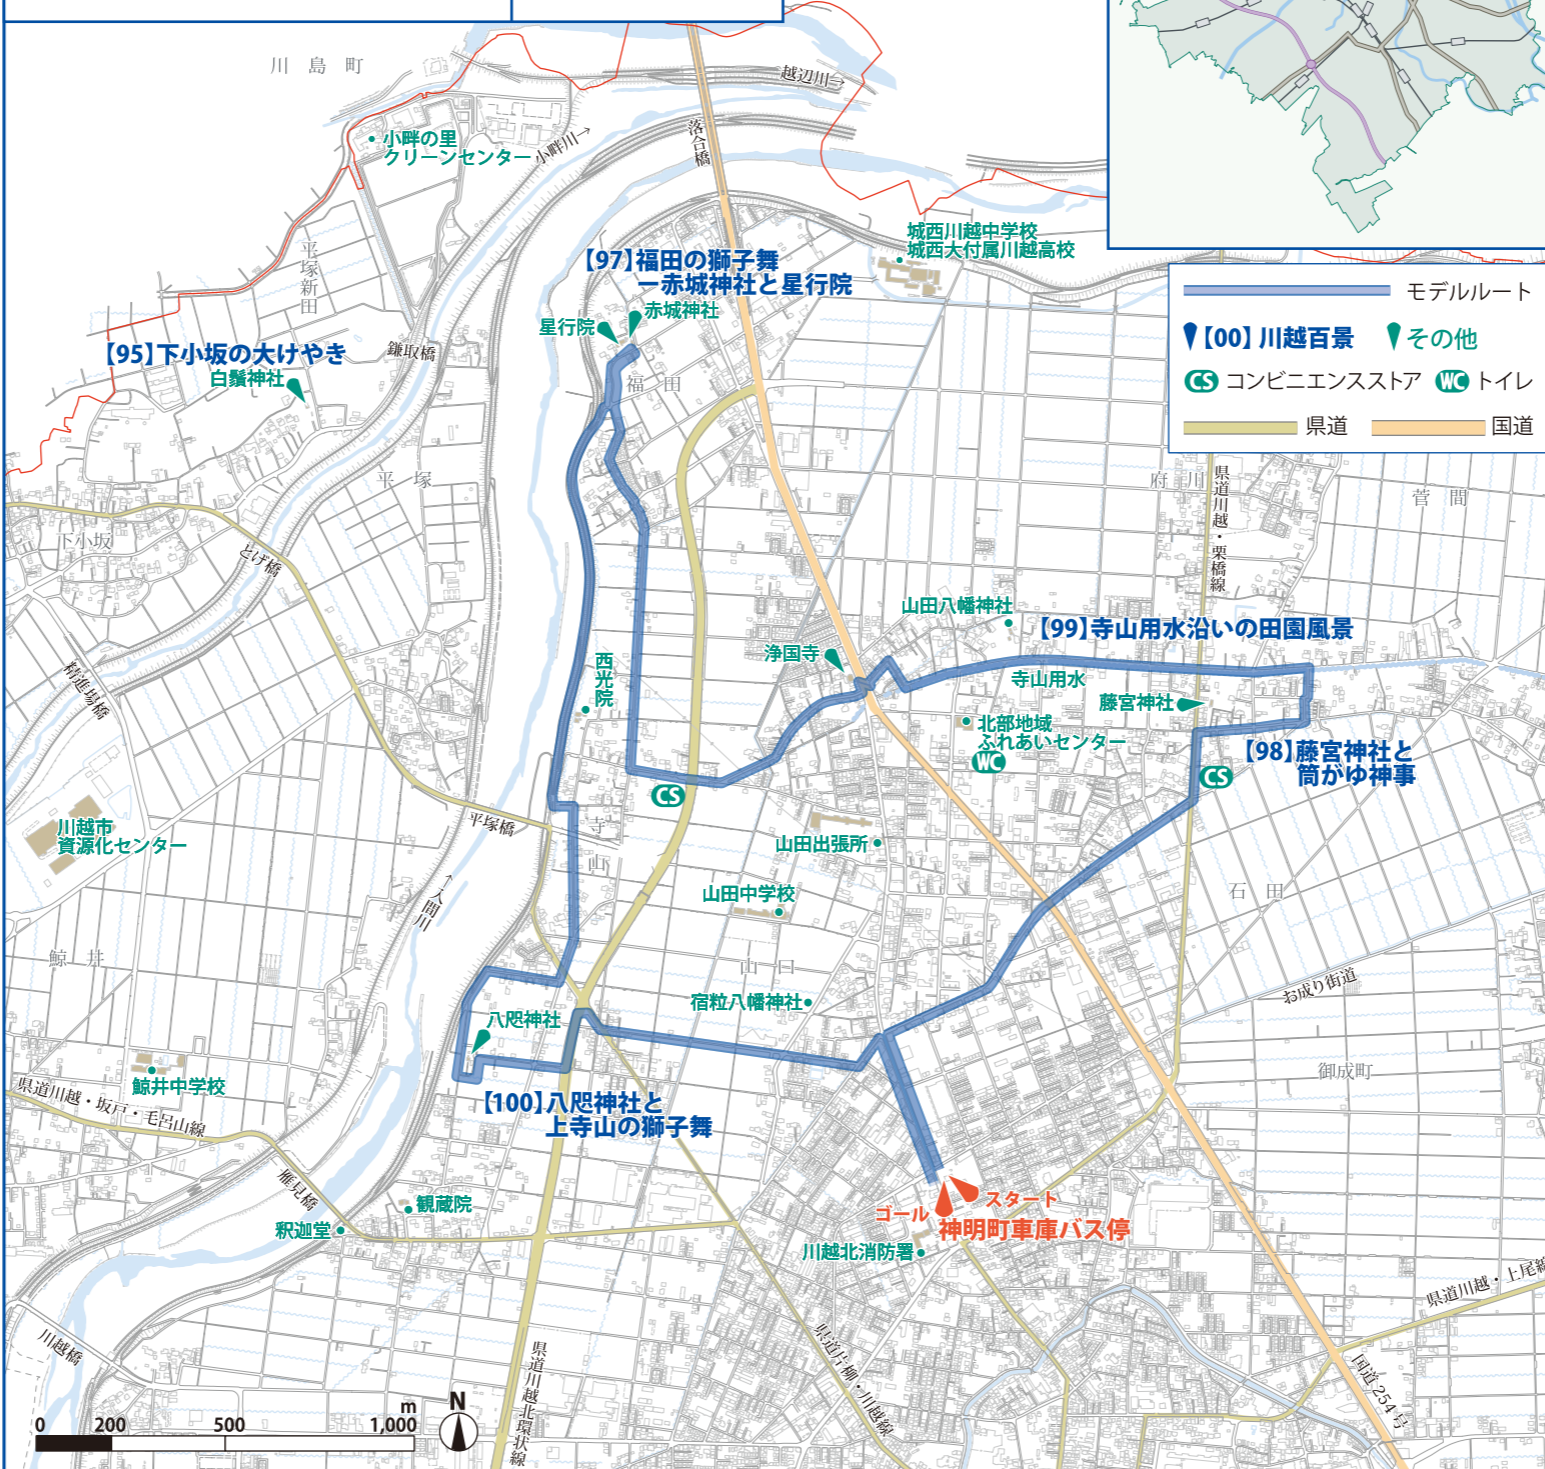 川島町
越辺川→
小畔の里
クリーンセンター
小畔川→
落合橋
平塚新田
城西川越中学校
城西大付属川越高校
【97】福田の獅子舞
ー赤城神社と星行院
赤城神社
星行院
モデルルート
【00】川越百景
その他
CS コンビニエンスストア
WC トイレ
県道
国道
【95】下小坂の大けやき
白鬚神社
鎌取橋
福田
平塚
府川
県道川越・栗橋線
菅間
下小坂
とげ橋
山田八幡神社
【99】寺山用水沿いの田園風景
浄国寺
西光院
寺山用水
藤宮神社
精進場橋
北部地域
ふれあいセンター
WC
【98】藤宮神社と
筒がゆ神事
CS
CS
川越市
資源化センター
平塚橋
寺山
山田出張所
→入間川
山田中学校
石田
鯨井
山口
お成り街道
宿粒八幡神社
八咫神社
鯨井中学校
御成町
県道川越・坂戸・毛呂山線
【100】八咫神社と
上寺山の獅子舞
雁見橋
観蔵院
釈迦堂
スタート
ゴール
神明町車庫バス停
川越北消防署
県道川越・上尾線
川越橋
県道川越北環状線
県道片柳・川越線
国道254号
m
0 200 500 1,000
N